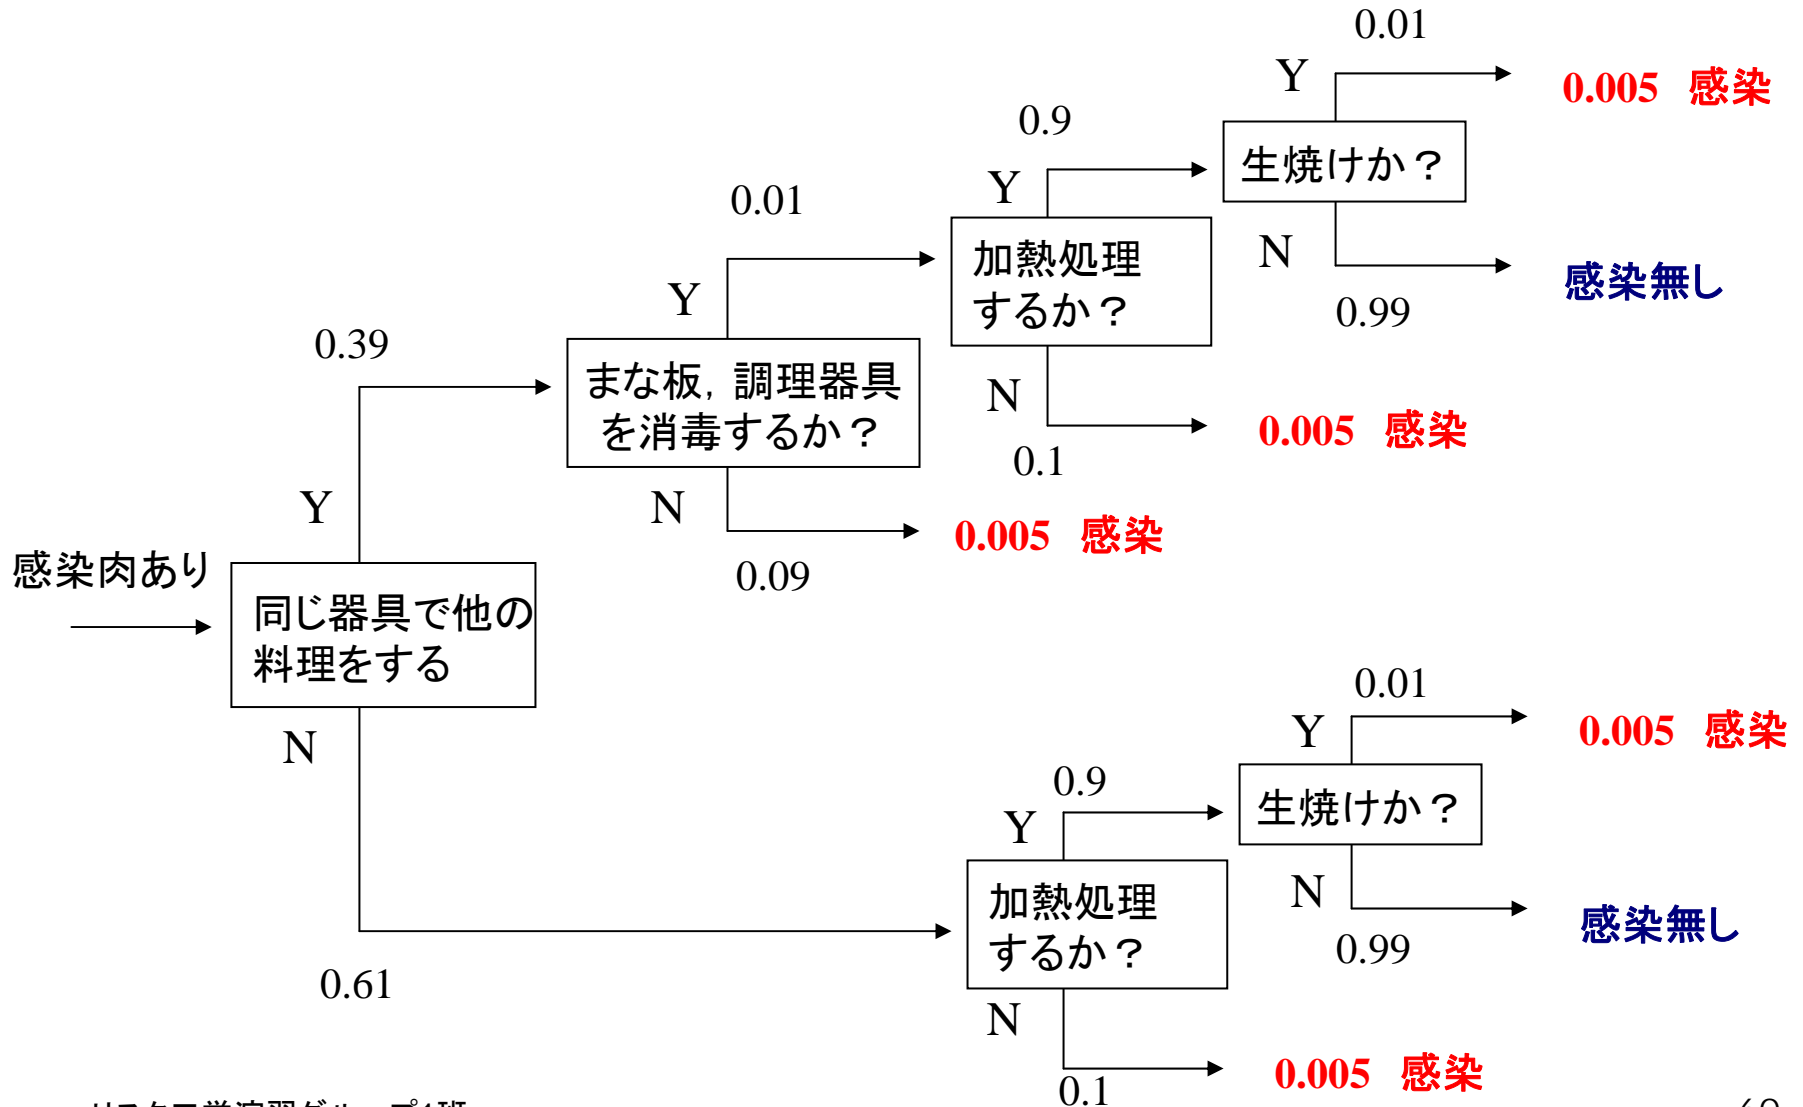 0.01
Y
0.005 感染
0.9
生焼けか？
Y
0.01
N
感染無し
加熱処理
するか？
0.99
Y
0.39
まな板，調理器具
を消毒するか？
N
0.005 感染
0.1
Y
N
0.005 感染
感染肉あり
0.09
同じ器具で他の
料理をする
0.01
Y
0.005 感染
N
0.9
生焼けか？
Y
N
感染無し
加熱処理
するか？
0.99
0.61
N
0.005 感染
0.1